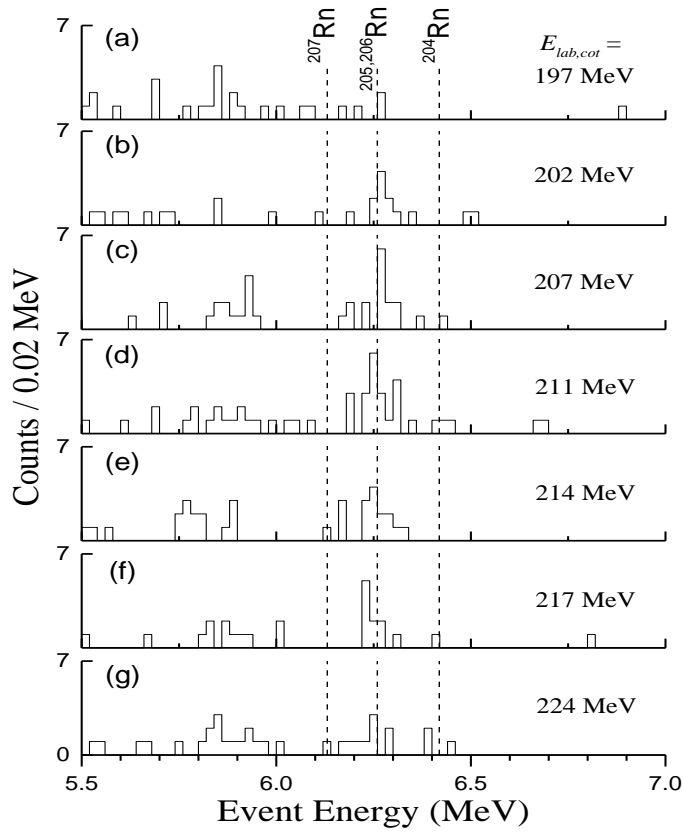 7
(a)
207Rn
205,206Rn
204Rn
E lab,cot =
197 MeV
7
(b)
202 MeV
7
(c)
207 MeV
7
(d)
211 MeV
7
(e)
214 MeV
7
(f)
217 MeV
7
(g)
224 MeV
0
5.5 6.0 6.5 7.0
Event Energy (MeV)
Counts / 0.02 MeV